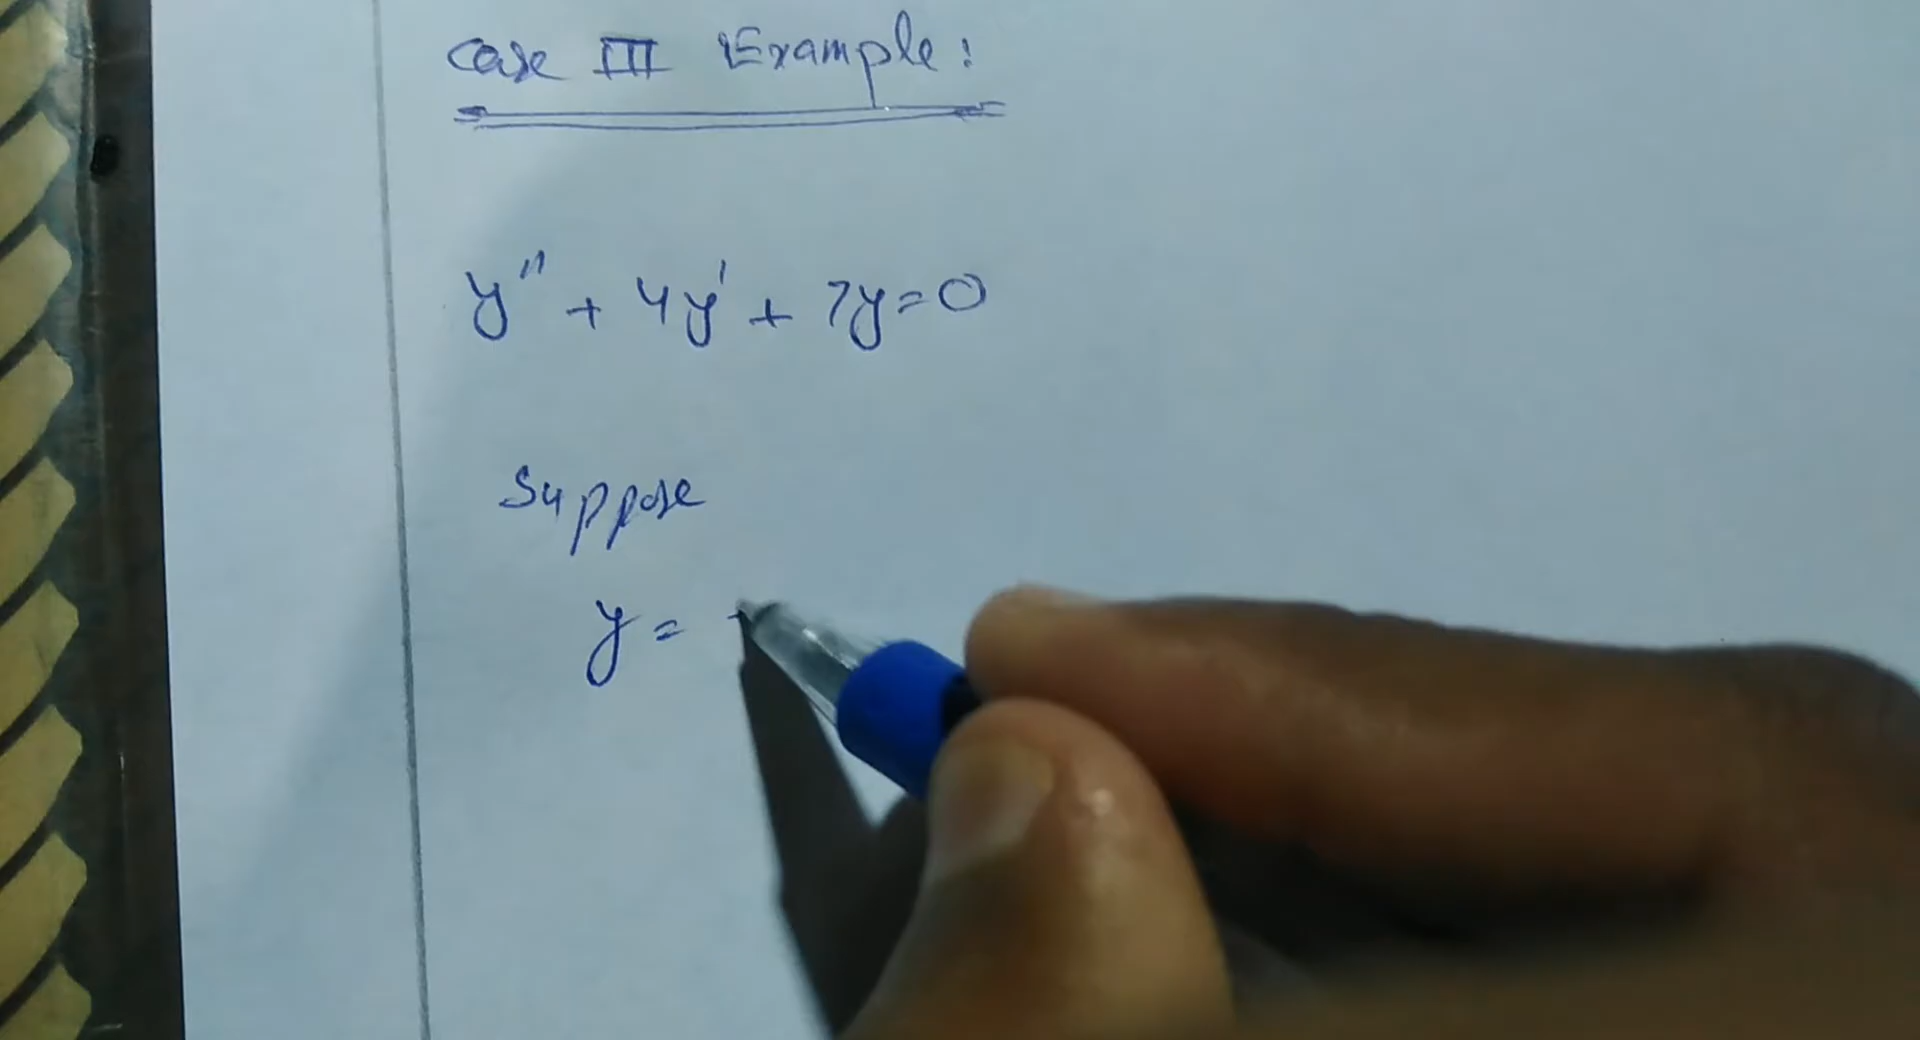 Case III Example:
y'' + 4y' + 7y=0
Suppose
y=